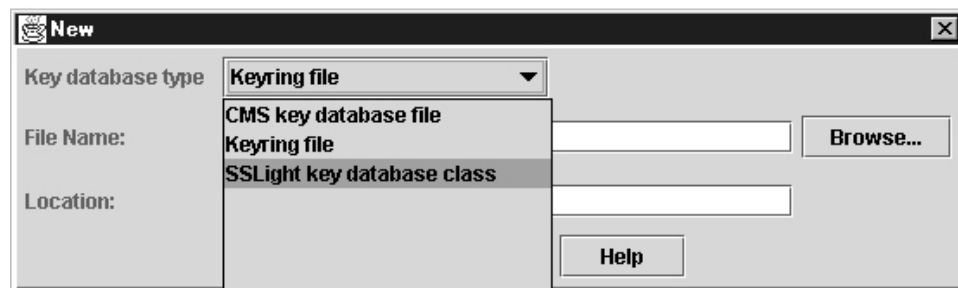 New
Key database type Keyring file
CMS key database file
File Name: Browse...
Keyring file
SSLight key database class
Location:
Help